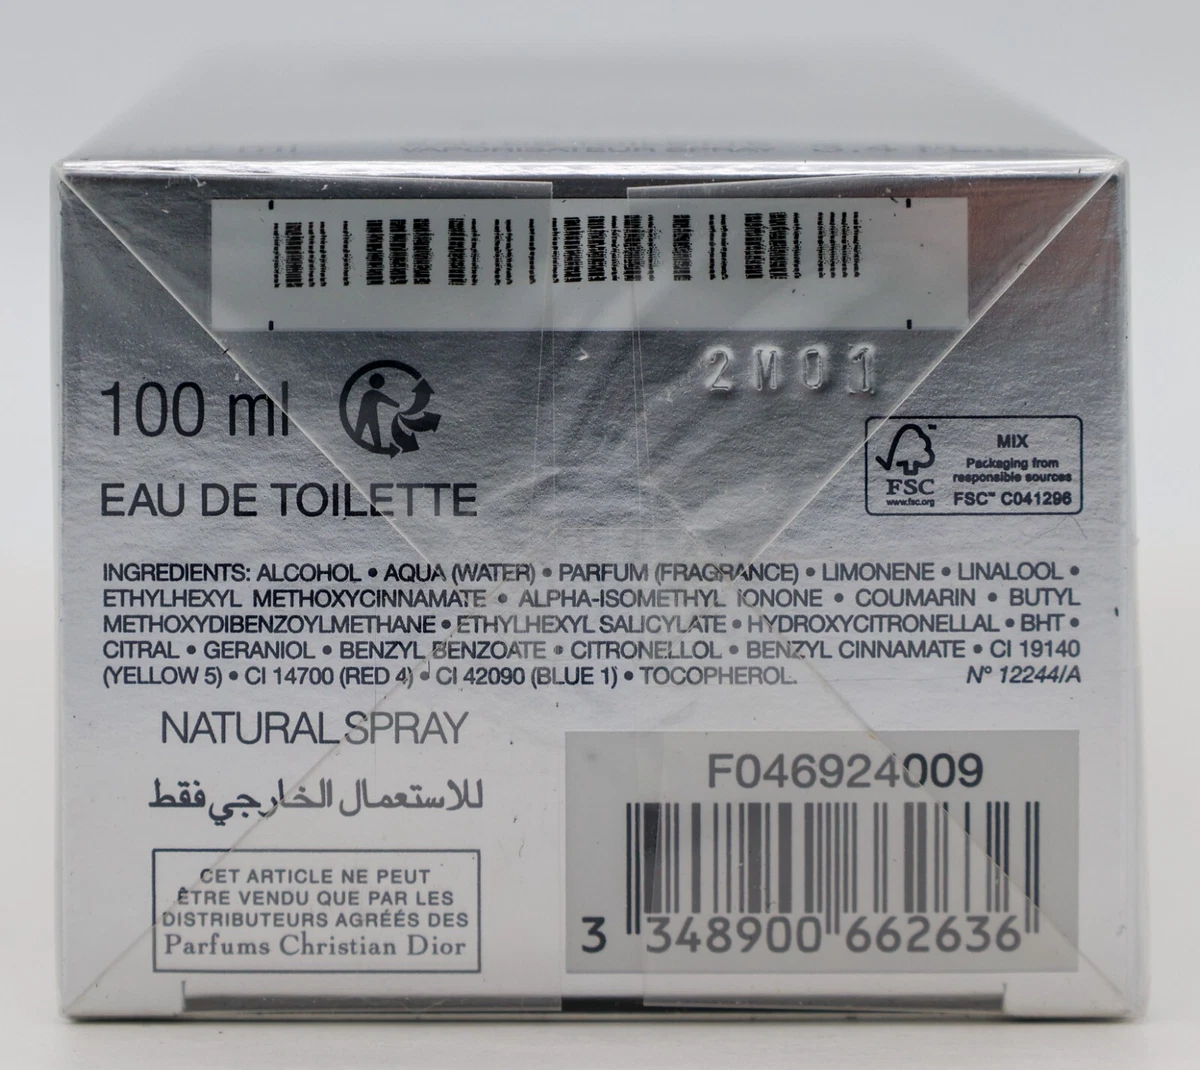 VAPORISATEUR SPRAY
2M01
100 ml
EAU DE TOILETTE
FSC
www.fsc.org
MIX
Packaging from
responsible sources
FSC™ C041296
INGREDIENTS: ALCOHOL • AQUA (WATER) • PARFUM (FRAGRANCE) • LIMONENE • LINALOOL •
ETHYLHEXYL METHOXYCINNAMATE • ALPHA-ISOMETHYL IONONE • COUMARIN • BUTYL
METHOXYDIBENZOYLMETHANE • ETHYLHEXYL SALICYLATE • HYDROXYCITRONELLAL • BHT •
CITRAL • GERANIOL • BENZYL BENZOATE • CITRONELLOL • BENZYL CINNAMATE • CI 19140
(YELLOW 5) • CI 14700 (RED 4) • CI 42090 (BLUE 1) • TOCOPHEROL. N° 12244/A
NATURAL SPRAY
للاستعمال الخارجي فقط
CET ARTICLE NE PEUT
ÊTRE VENDU QUE PAR LES
DISTRIBUTEURS AGRÉÉS DES
Parfums Christian Dior
F046924009
3 348900 662636